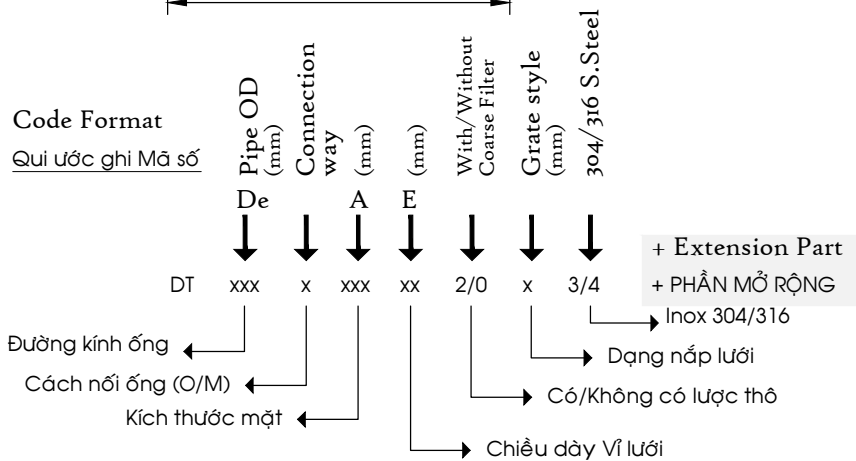 Code Format
Qui ước ghi Mã số
Pipe OD
(mm)
De
Connection
way
(mm)
A
(mm)
E
With/Without
Coarse Filter
Grate style
(mm)
304/316 S.Steel
+ Extension Part
+ PHẦN MỞ RỘNG
DT xxx x xxx xx 2/0 x 3/4
Inox 304/316
Đường kính ống
Dạng nắp lưới
Cách nối ống (O/M)
Có/Không có lược thô
Kích thước mặt
Chiều dày Vỉ lưới